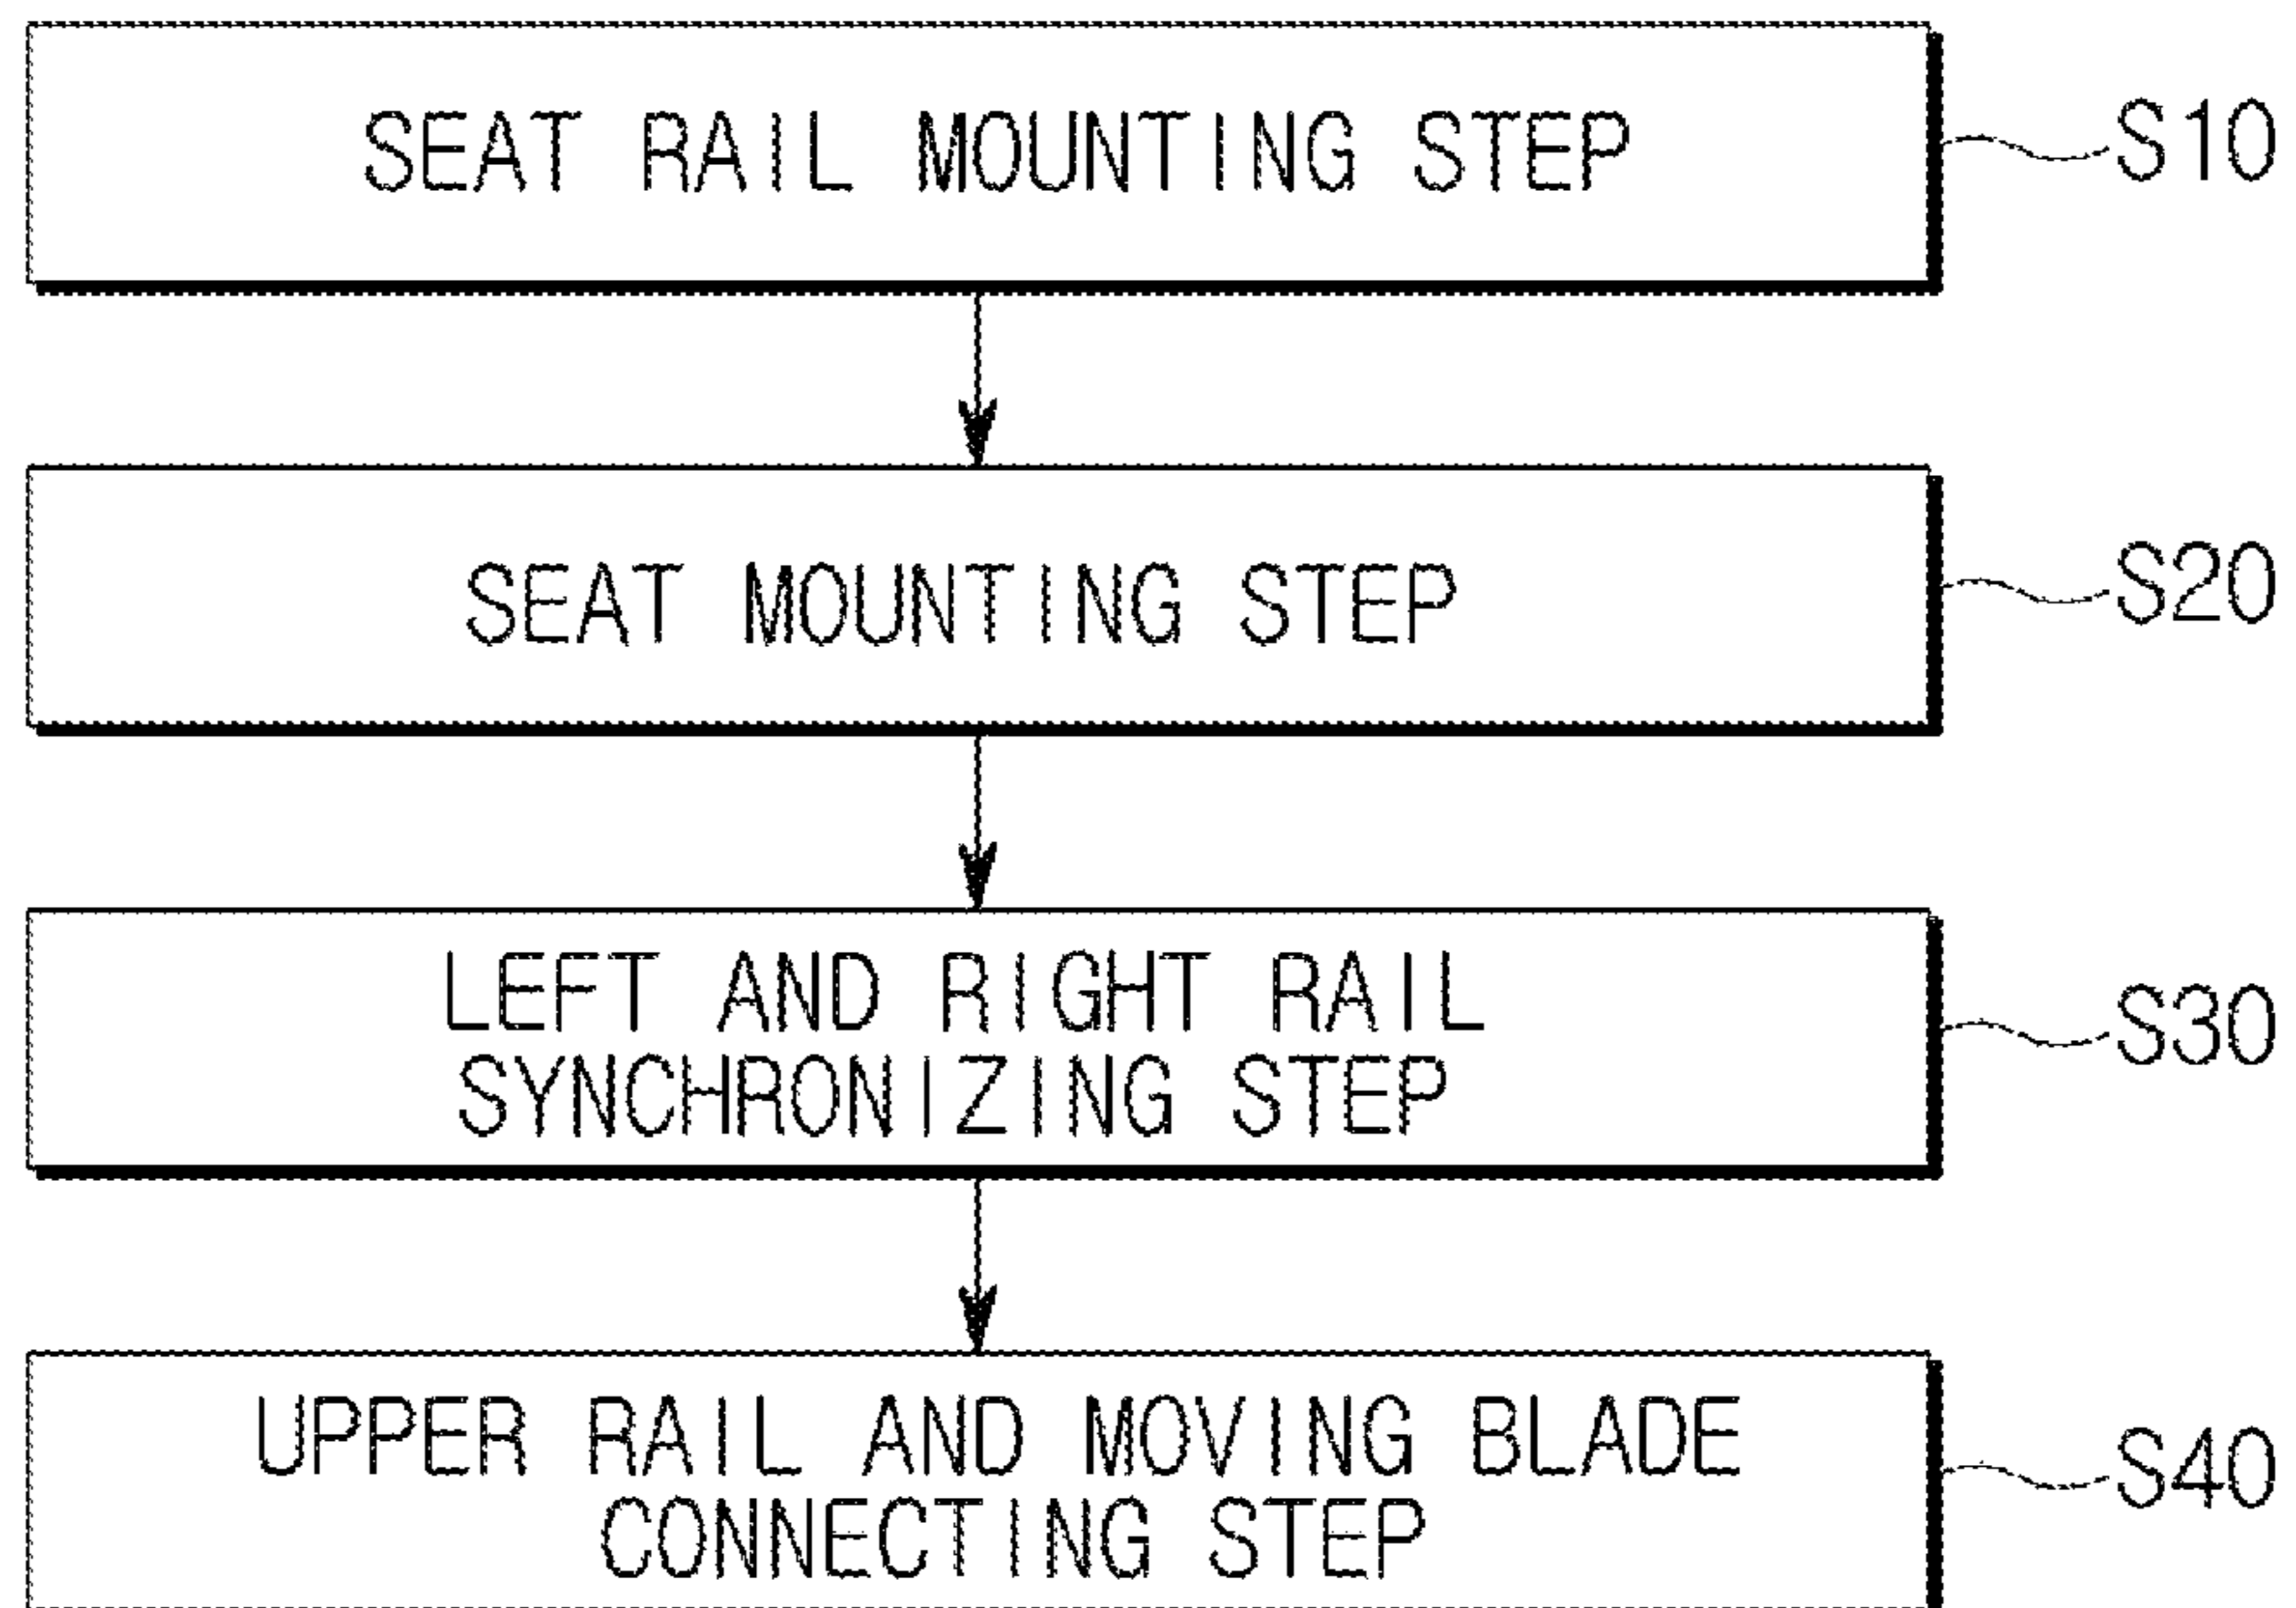 SEAT RAIL MOUNTING STEP
S10
SEAT MOUNTING STEP
S20
LEFT AND RIGHT RAIL
SYNCHRONIZING STEP
S30
UPPER RAIL AND MOVING BLADE
CONNECTING STEP
S40